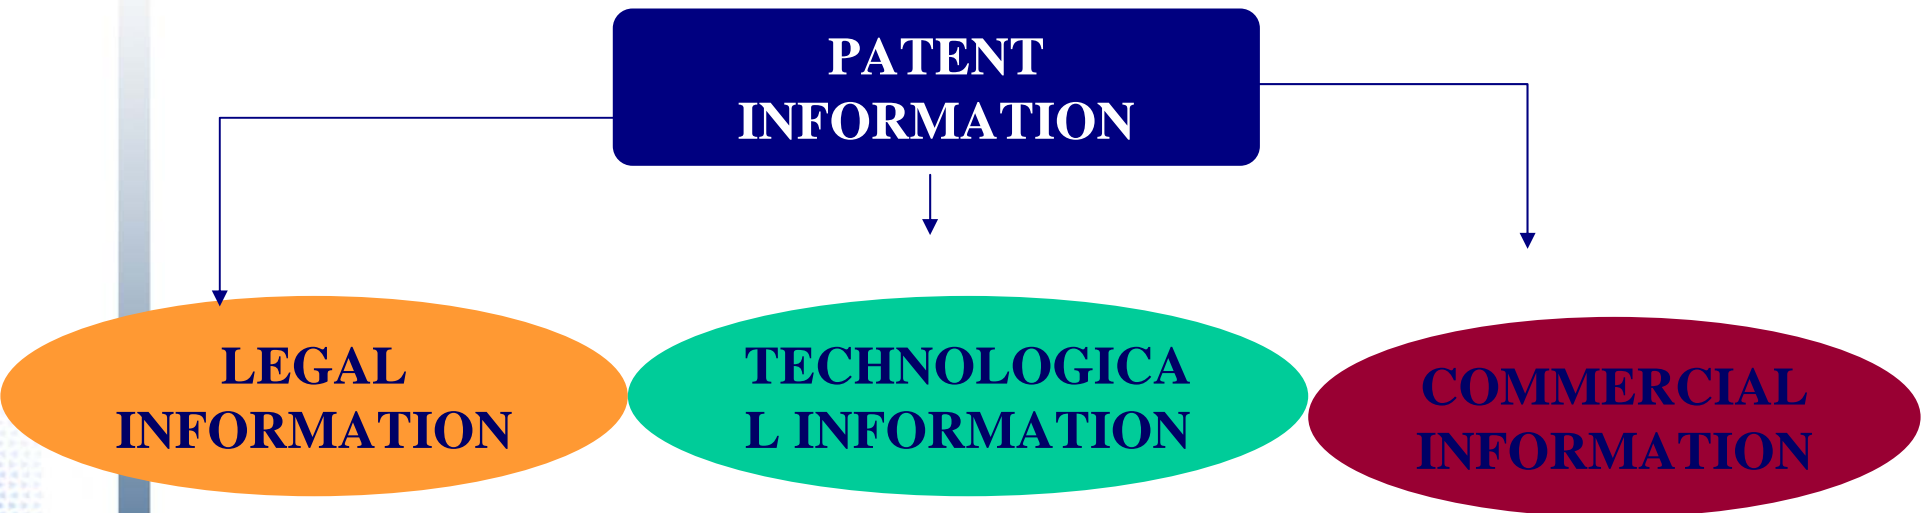 PATENT
INFORMATION
LEGAL
INFORMATION
TECHNOLOGICA
L INFORMATION
COMMERCIAL
INFORMATION